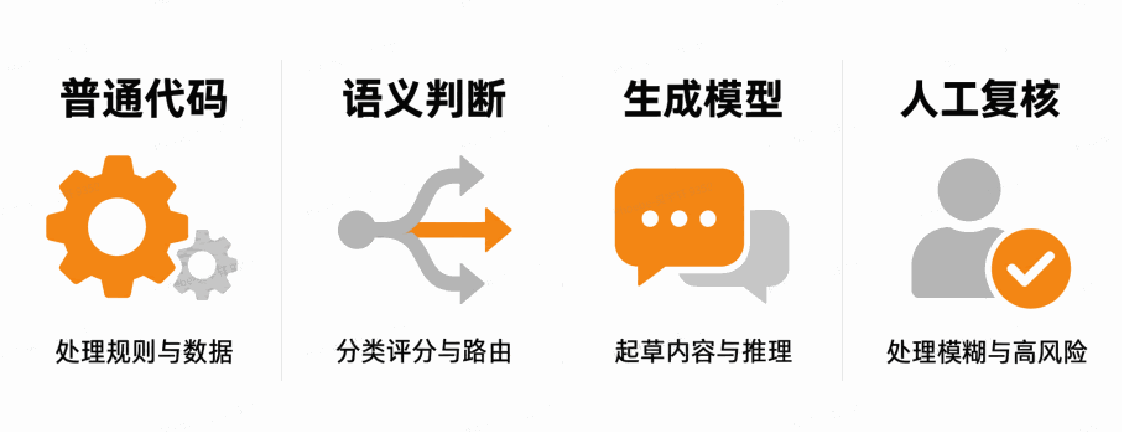 普通代码
处理规则与数据
语义判断
分类评分与路由
生成模型
起草内容与推理
人工复核
处理模糊与高风险